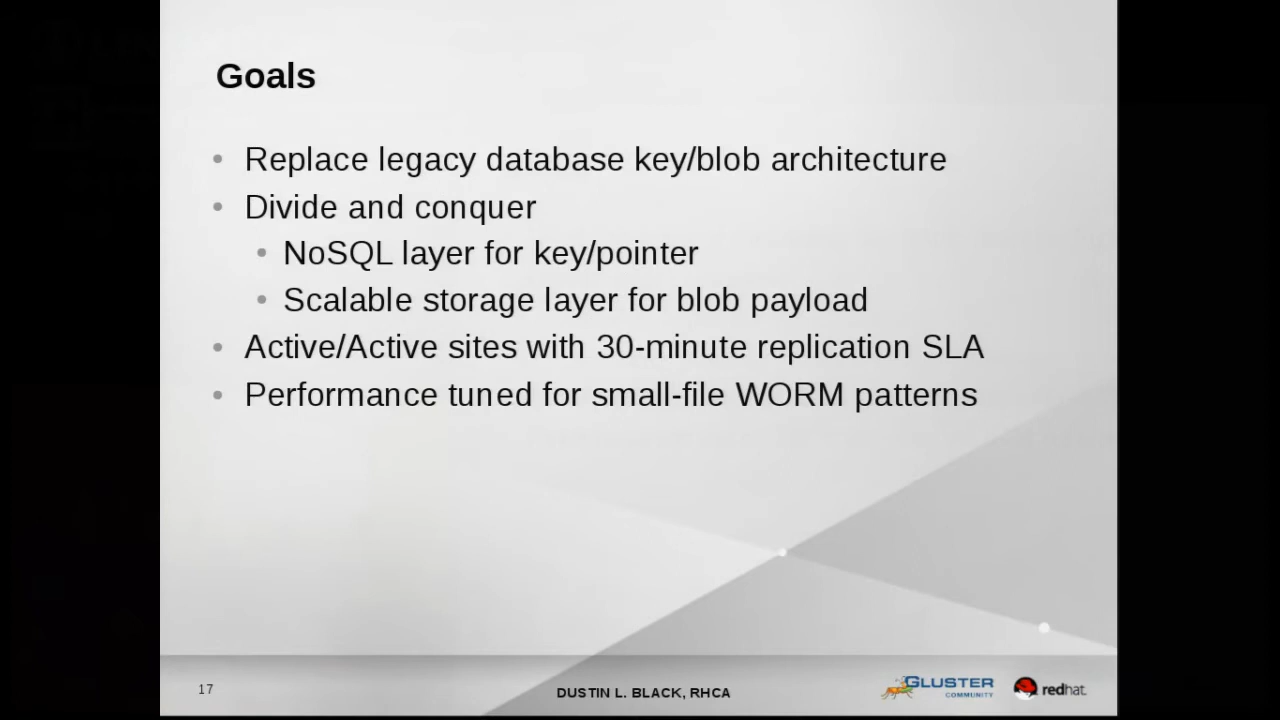 Goals
• Replace legacy database key/blob architecture
• Divide and conquer
• NoSQL layer for key/pointer
• Scalable storage layer for blob payload
• Active/Active sites with 30-minute replication SLA
• Performance tuned for small-file WORM patterns
17
DUSTIN L. BLACK, RHCA
GLUSTER
COMMUNITY
redhat.